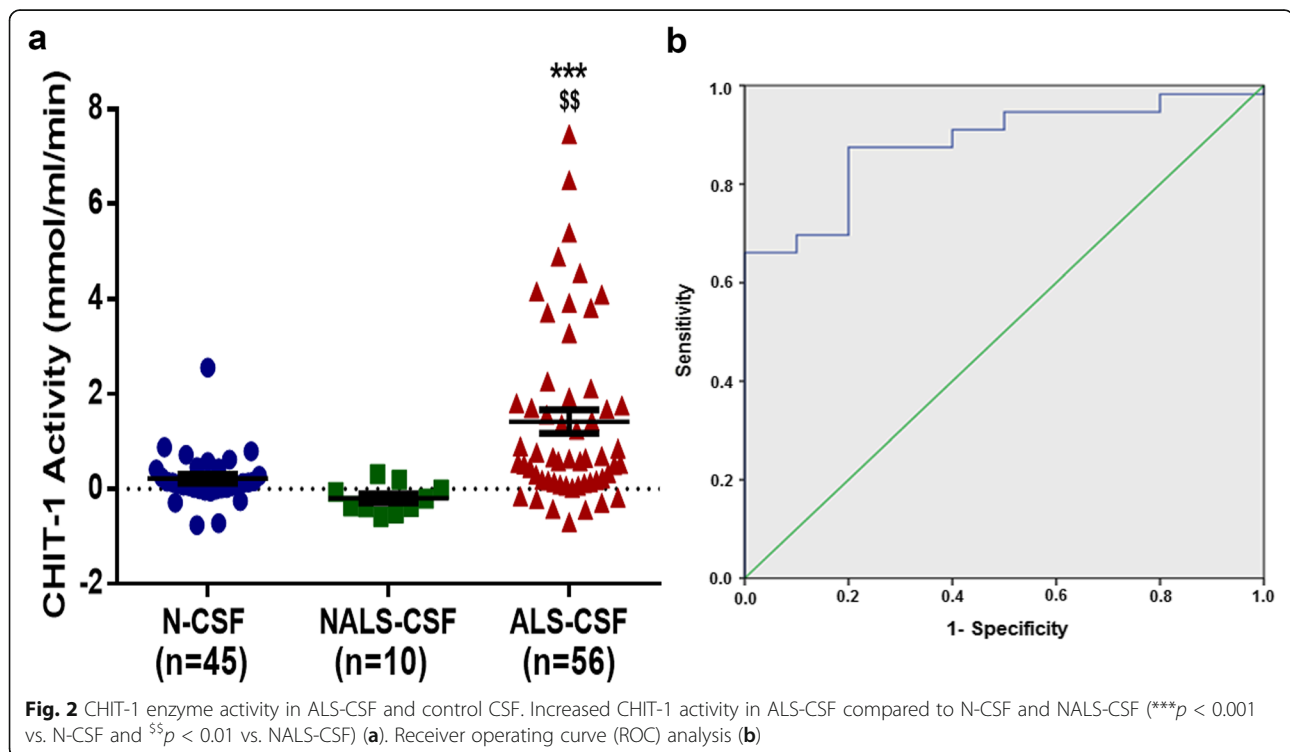 a
CHIT-1 Activity (mmol/ml/min)
8
6
4
2
0
-2
***
$$
N-CSF
(n=45)
NALS-CSF
(n=10)
ALS-CSF
(n=56)
b
Sensitivity
1.0
0.8
0.6
0.4
0.2
0.0
0.0 0.2 0.4 0.6 0.8 1.0
1- Specificity
Fig. 2 CHIT-1 enzyme activity in ALS-CSF and control CSF. Increased CHIT-1 activity in ALS-CSF compared to N-CSF and NALS-CSF (***p < 0.001
vs. N-CSF and $$p < 0.01 vs. NALS-CSF) (a). Receiver operating curve (ROC) analysis (b)